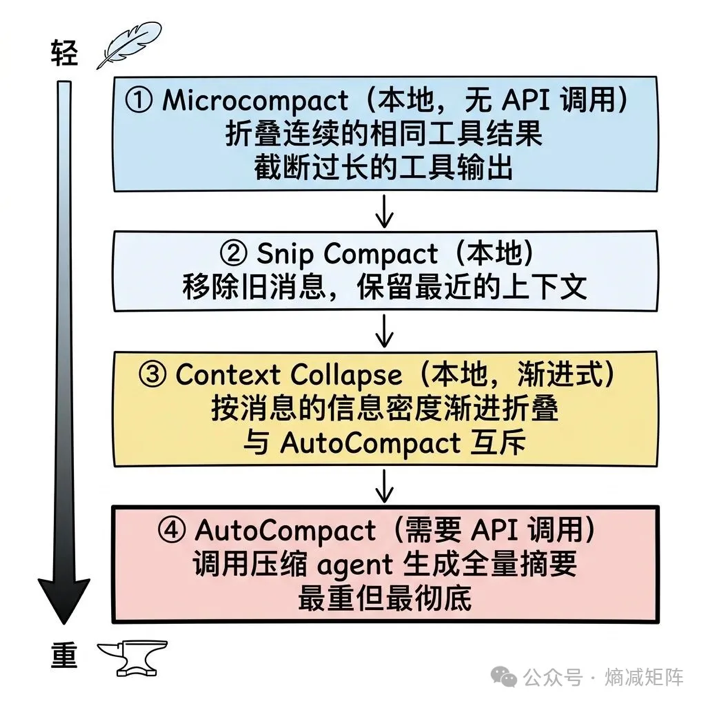 轻
① Microcompact（本地，无 API 调用）
折叠连续的相同工具结果
截断过长的工具输出
② Snip Compact（本地）
移除旧消息，保留最近的上下文
③ Context Collapse（本地，渐进式）
按消息的信息密度渐进折叠
与 AutoCompact 互斥
④ AutoCompact（需要 API 调用）
调用压缩 agent 生成全量摘要
最重但最彻底
重
公众号 · 熵减矩阵